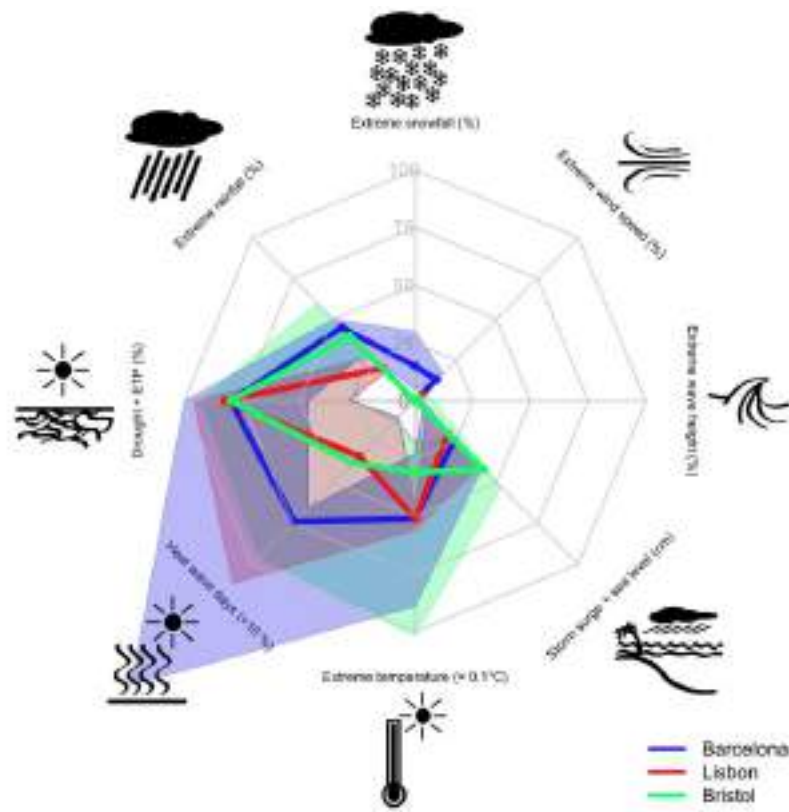 Extreme snowfall (%)
Extreme rainfall (%)
Extreme wind speed (%)
100
75
50
Drought + ETP (%)
Extreme wave height (%)
Heat wave days (×10 %)
Storm surge + sea level (cm)
Extreme temperature (× 0.1°C)
Barcelona
Lisbon
Bristol